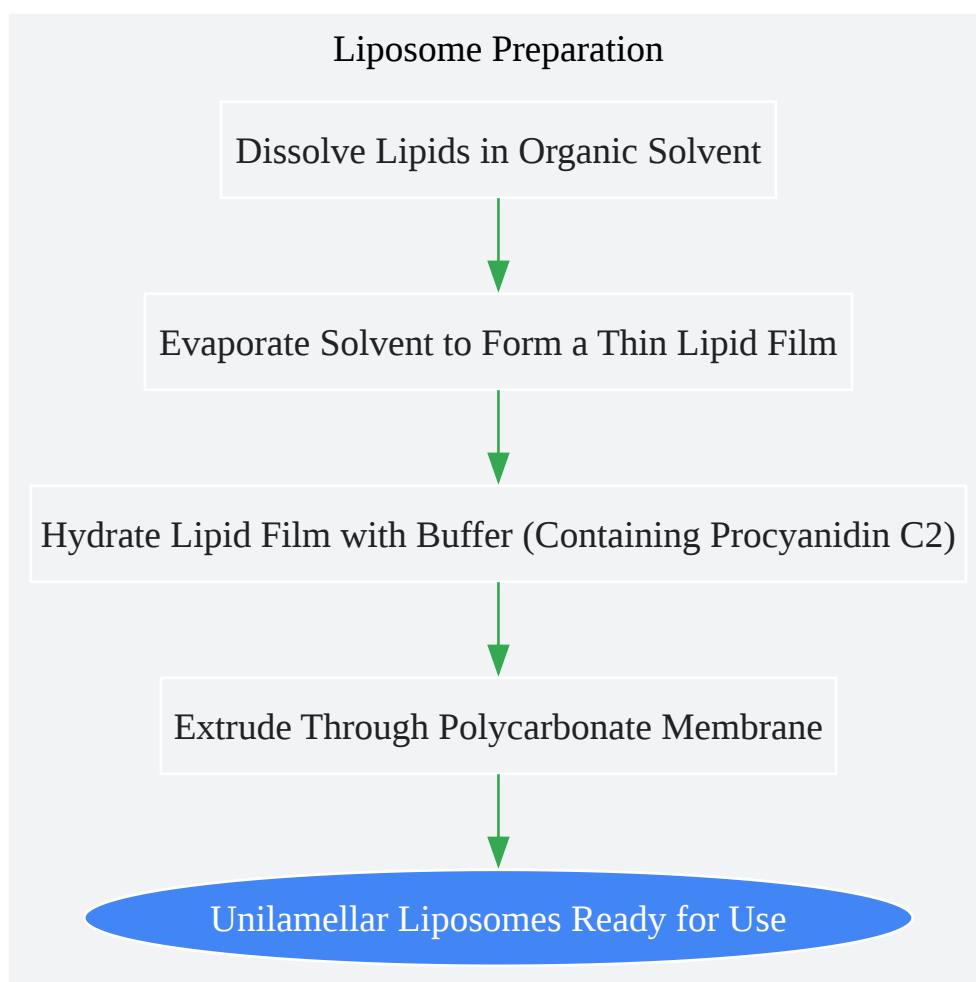 Liposome Preparation
Dissolve Lipids in Organic Solvent
Evaporate Solvent to Form a Thin Lipid Film
Hydrate Lipid Film with Buffer (Containing Procyanidin C2)
Extrude Through Polycarbonate Membrane
Unilamellar Liposomes Ready for Use